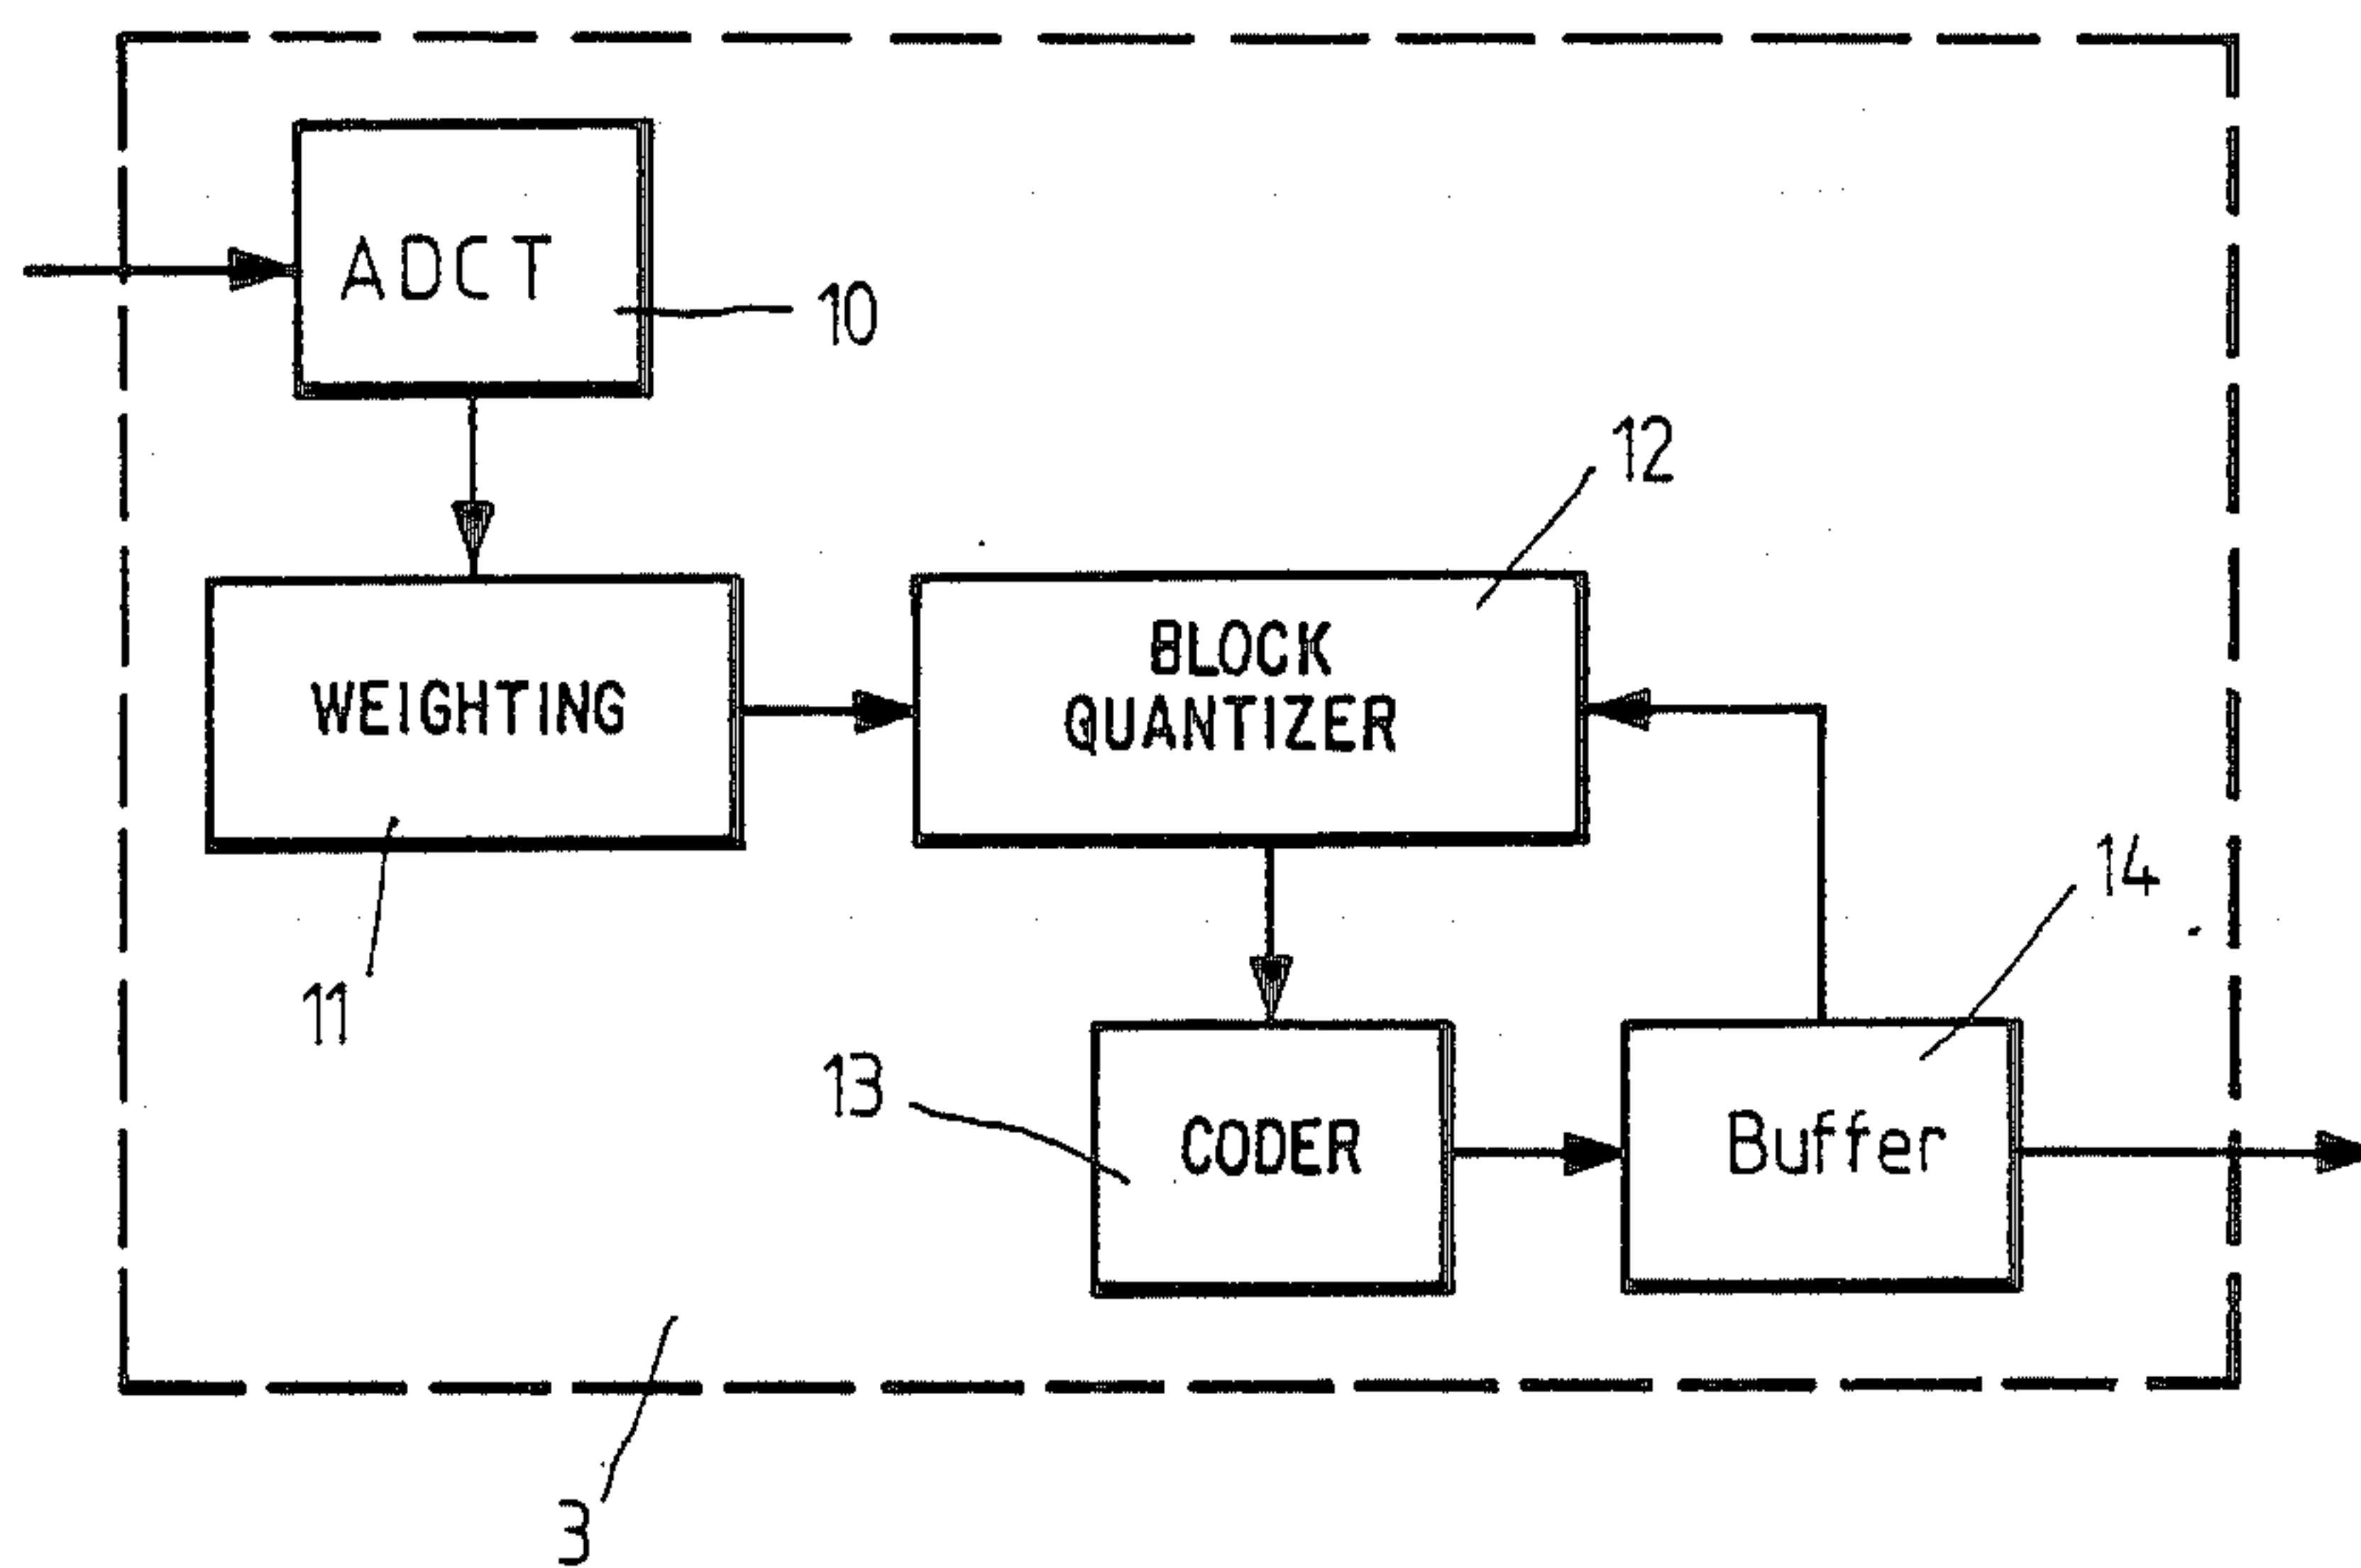 ADCT
10
12
BLOCK
QUANTIZER
WEIGHTING
14
11
13
CODER
Buffer
3